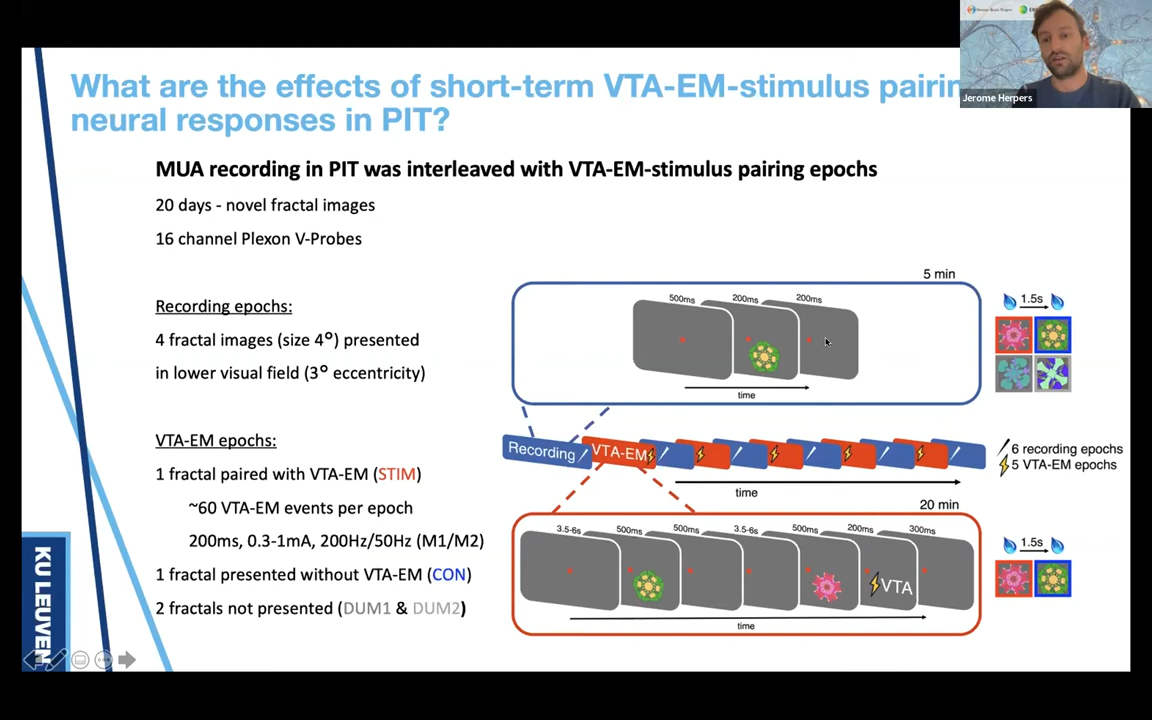 What are the effects of short-term VTA-EM-stimulus
neural responses in PIT?
Jerome Herpers
MUA recording in PIT was interleaved with VTA-EM-stimulus pairing epochs
20 days - novel fractal images
16 channel Plexon V-Probes
Recording epochs:
4 fractal images (size 4°) presented
in lower visual field (3° eccentricity)
VTA-EM epochs:
1 fractal paired with VTA-EM (STIM)
~60 VTA-EM events per epoch
200ms, 0.3-1mA, 200Hz/50Hz (M1/M2)
1 fractal presented without VTA-EM (CON)
2 fractals not presented (DUM1 & DUM2)
5 min
500ms 200ms 200ms
time
1.5s
Recording VTA-EM
6 recording epochs
5 VTA-EM epochs
time
20 min
3.5-6s 500ms 500ms 3.5-6s 500ms 200ms 300ms
VTA
time
1.5s
KU LEUVEN